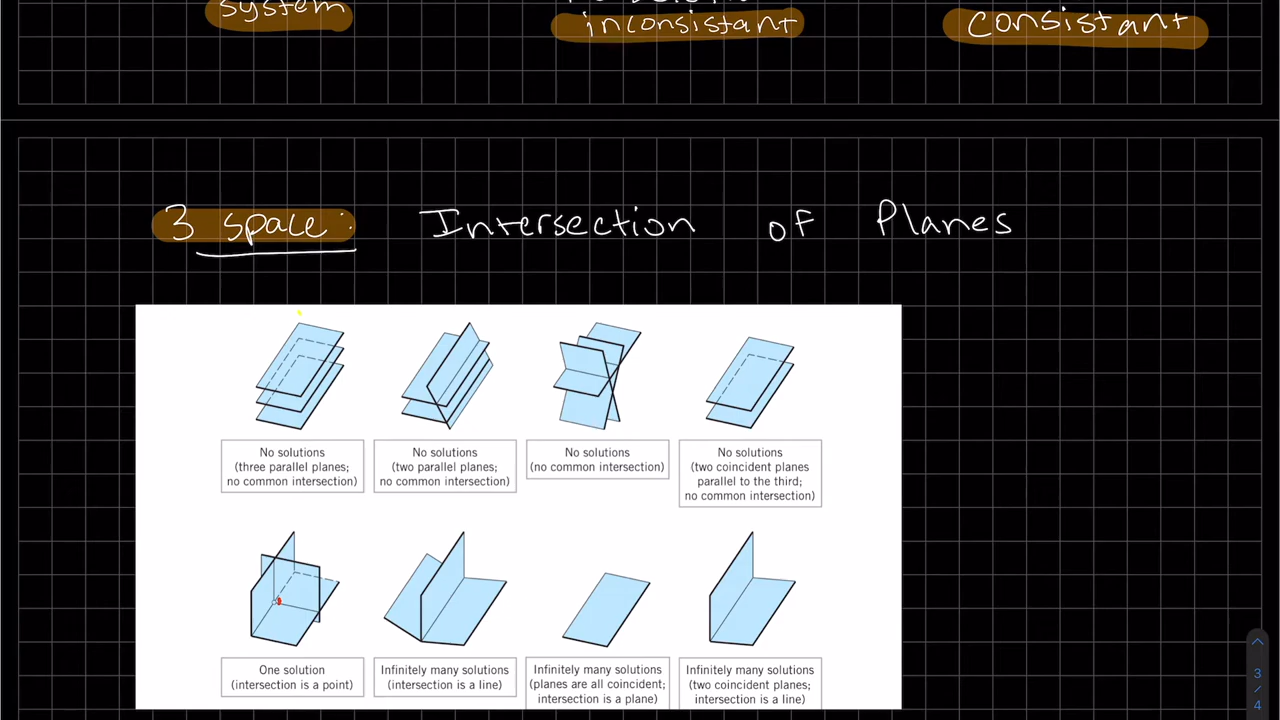 system
inconsistant
consistant
3 space: Intersection of Planes
No solutions
(three parallel planes;
no common intersection)
No solutions
(two parallel planes;
no common intersection)
No solutions
(no common intersection)
No solutions
(two coincident planes
parallel to the third;
no common intersection)
One solution
(intersection is a point)
Infinitely many solutions
(intersection is a line)
Infinitely many solutions
(planes are all coincident;
intersection is a plane)
Infinitely many solutions
(two coincident planes;
intersection is a line)
3
/
4